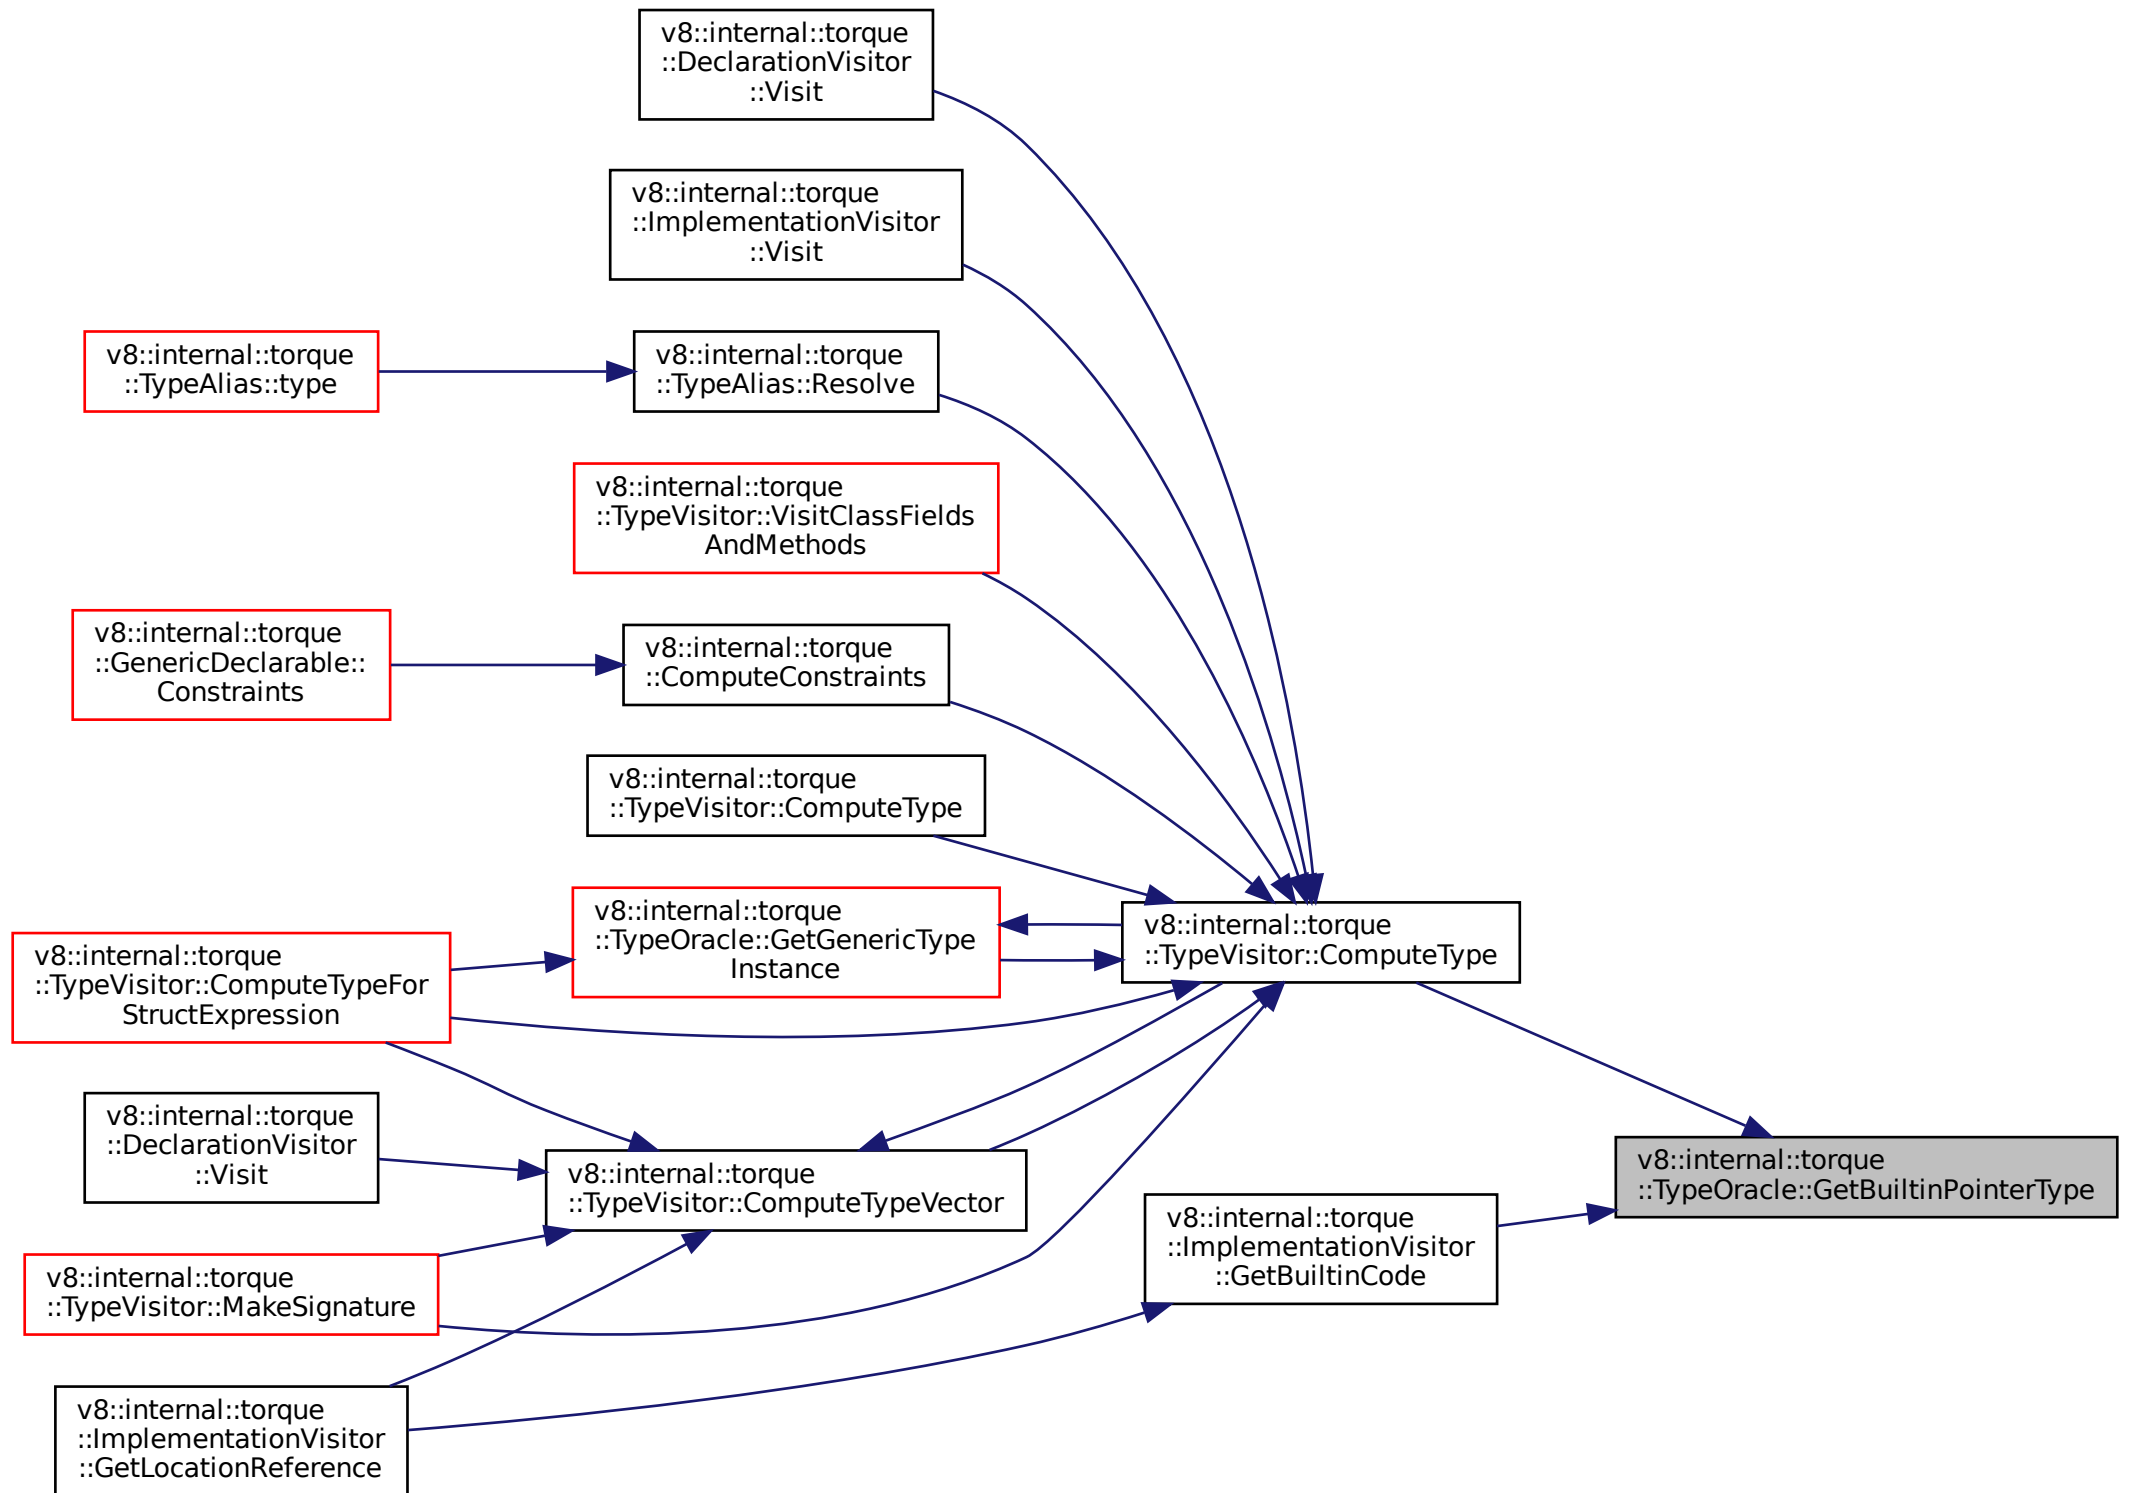 v8::internal::torque
::DeclarationVisitor
::Visit
v8::internal::torque
::ImplementationVisitor
::Visit
v8::internal::torque
::TypeAlias::type
v8::internal::torque
::TypeAlias::Resolve
v8::internal::torque
::TypeVisitor::VisitClassFields
AndMethods
v8::internal::torque
::GenericDeclarable::
Constraints
v8::internal::torque
::ComputeConstraints
v8::internal::torque
::TypeVisitor::ComputeType
v8::internal::torque
::TypeOracle::GetGenericType
Instance
v8::internal::torque
::TypeVisitor::ComputeType
v8::internal::torque
::TypeVisitor::ComputeTypeFor
StructExpression
v8::internal::torque
::DeclarationVisitor
::Visit
v8::internal::torque
::TypeVisitor::ComputeTypeVector
v8::internal::torque
::TypeOracle::GetBuiltinPointerType
v8::internal::torque
::ImplementationVisitor
::GetBuiltinCode
v8::internal::torque
::TypeVisitor::MakeSignature
v8::internal::torque
::ImplementationVisitor
::GetLocationReference